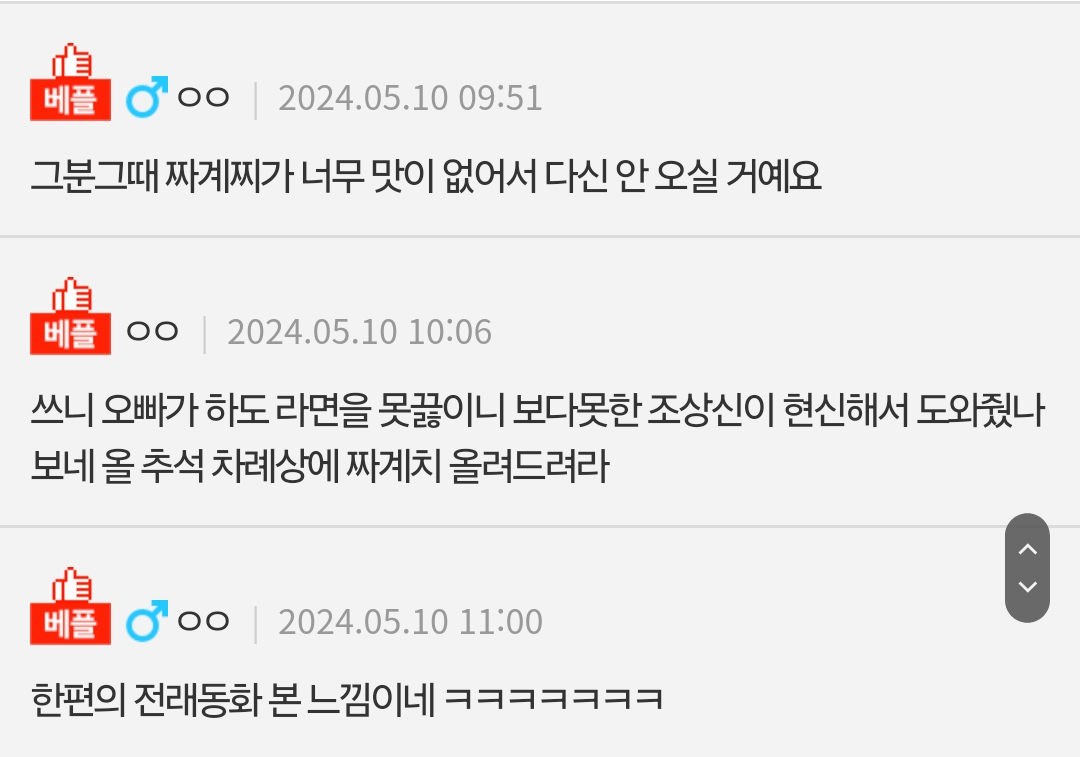 베플 ㅇㅇ | 2024.05.10 09:51
그분그때 짜계찌가 너무 맛이 없어서 다신 안 오실 거예요
베플 ㅇㅇ | 2024.05.10 10:06
쓰니 오빠가 하도 라면을 못끓이니 보다못한 조상신이 현신해서 도와줬나
보네 올 추석 차례상에 짜계치 올려드려라
베플 ㅇㅇ | 2024.05.10 11:00
한편의 전래동화 본 느낌이네 ㅋㅋㅋㅋㅋㅋㅋ